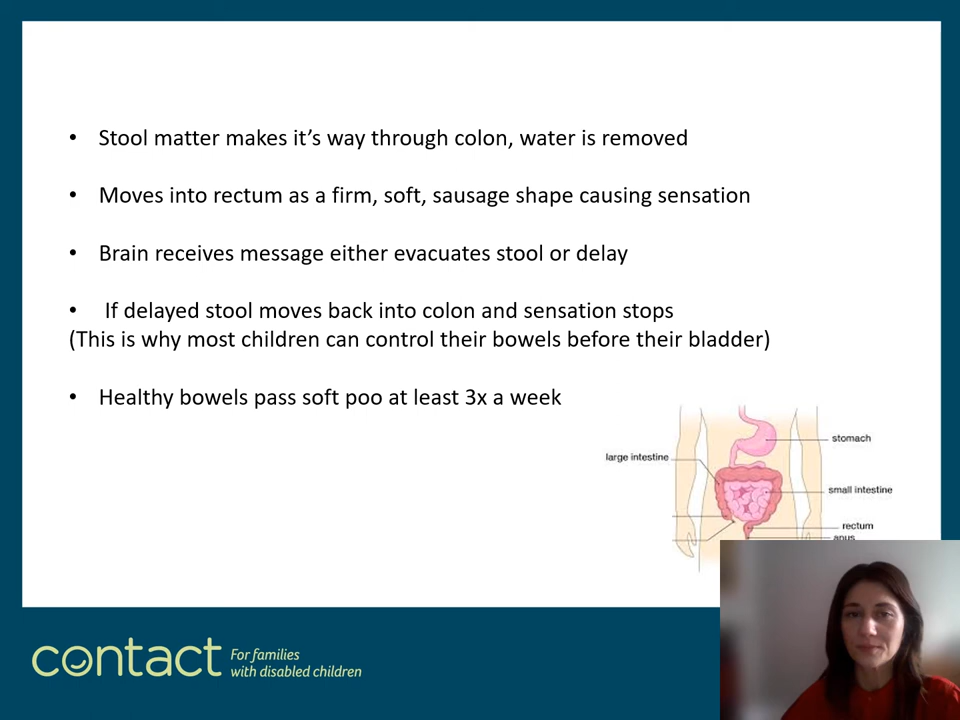 • Stool matter makes it’s way through colon, water is removed
• Moves into rectum as a firm, soft, sausage shape causing sensation
• Brain receives message either evacuates stool or delay
• If delayed stool moves back into colon and sensation stops
(This is why most children can control their bowels before their bladder)
• Healthy bowels pass soft poo at least 3x a week
stomach
large intestine
small intestine
rectum
anus
contact
For families
with disabled children